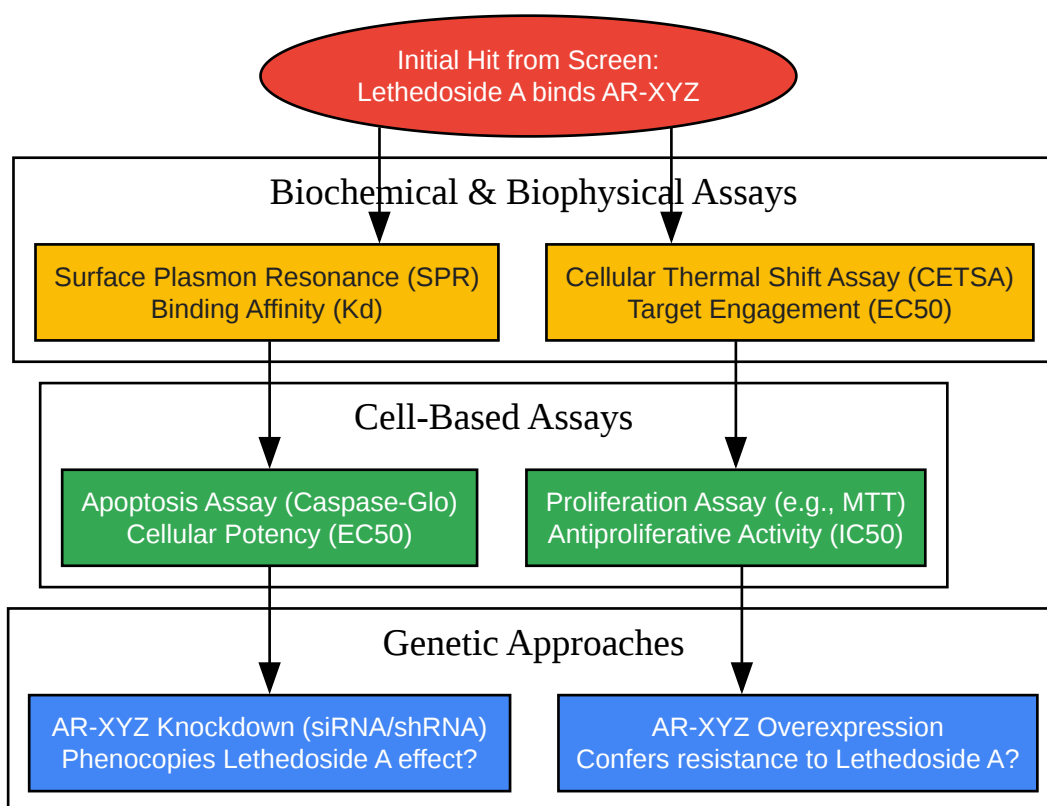 Initial Hit from Screen:
Lethedoside A binds AR-XYZ
Biochemical & Biophysical Assays
Surface Plasmon Resonance (SPR)
Binding Affinity (Kd)
Cellular Thermal Shift Assay (CETSA)
Target Engagement (EC50)
Cell-Based Assays
Apoptosis Assay (Caspase-Glo)
Cellular Potency (EC50)
Proliferation Assay (e.g., MTT)
Antiproliferative Activity (IC50)
Genetic Approaches
AR-XYZ Knockdown (siRNA/shRNA)
Phenocopies Lethedoside A effect?
AR-XYZ Overexpression
Confers resistance to Lethedoside A?